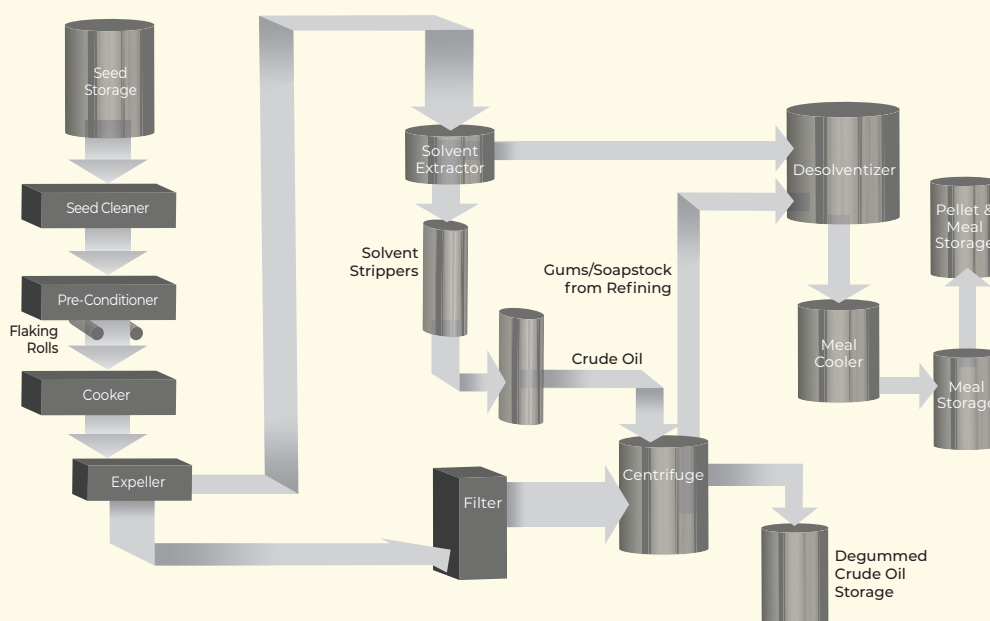 Seed
Storage
Seed Cleaner
Pre-Conditioner
Flaking
Rolls
Cooker
Expeller
Solvent
Extractor
Solvent
Strippers
Crude Oil
Gums/Soapstock
from Refining
Filter
Centrifuge
Degummed
Crude Oil
Storage
Desolventizer
Meal
Cooler
Meal
Storage
Pellet &
Meal
Storage